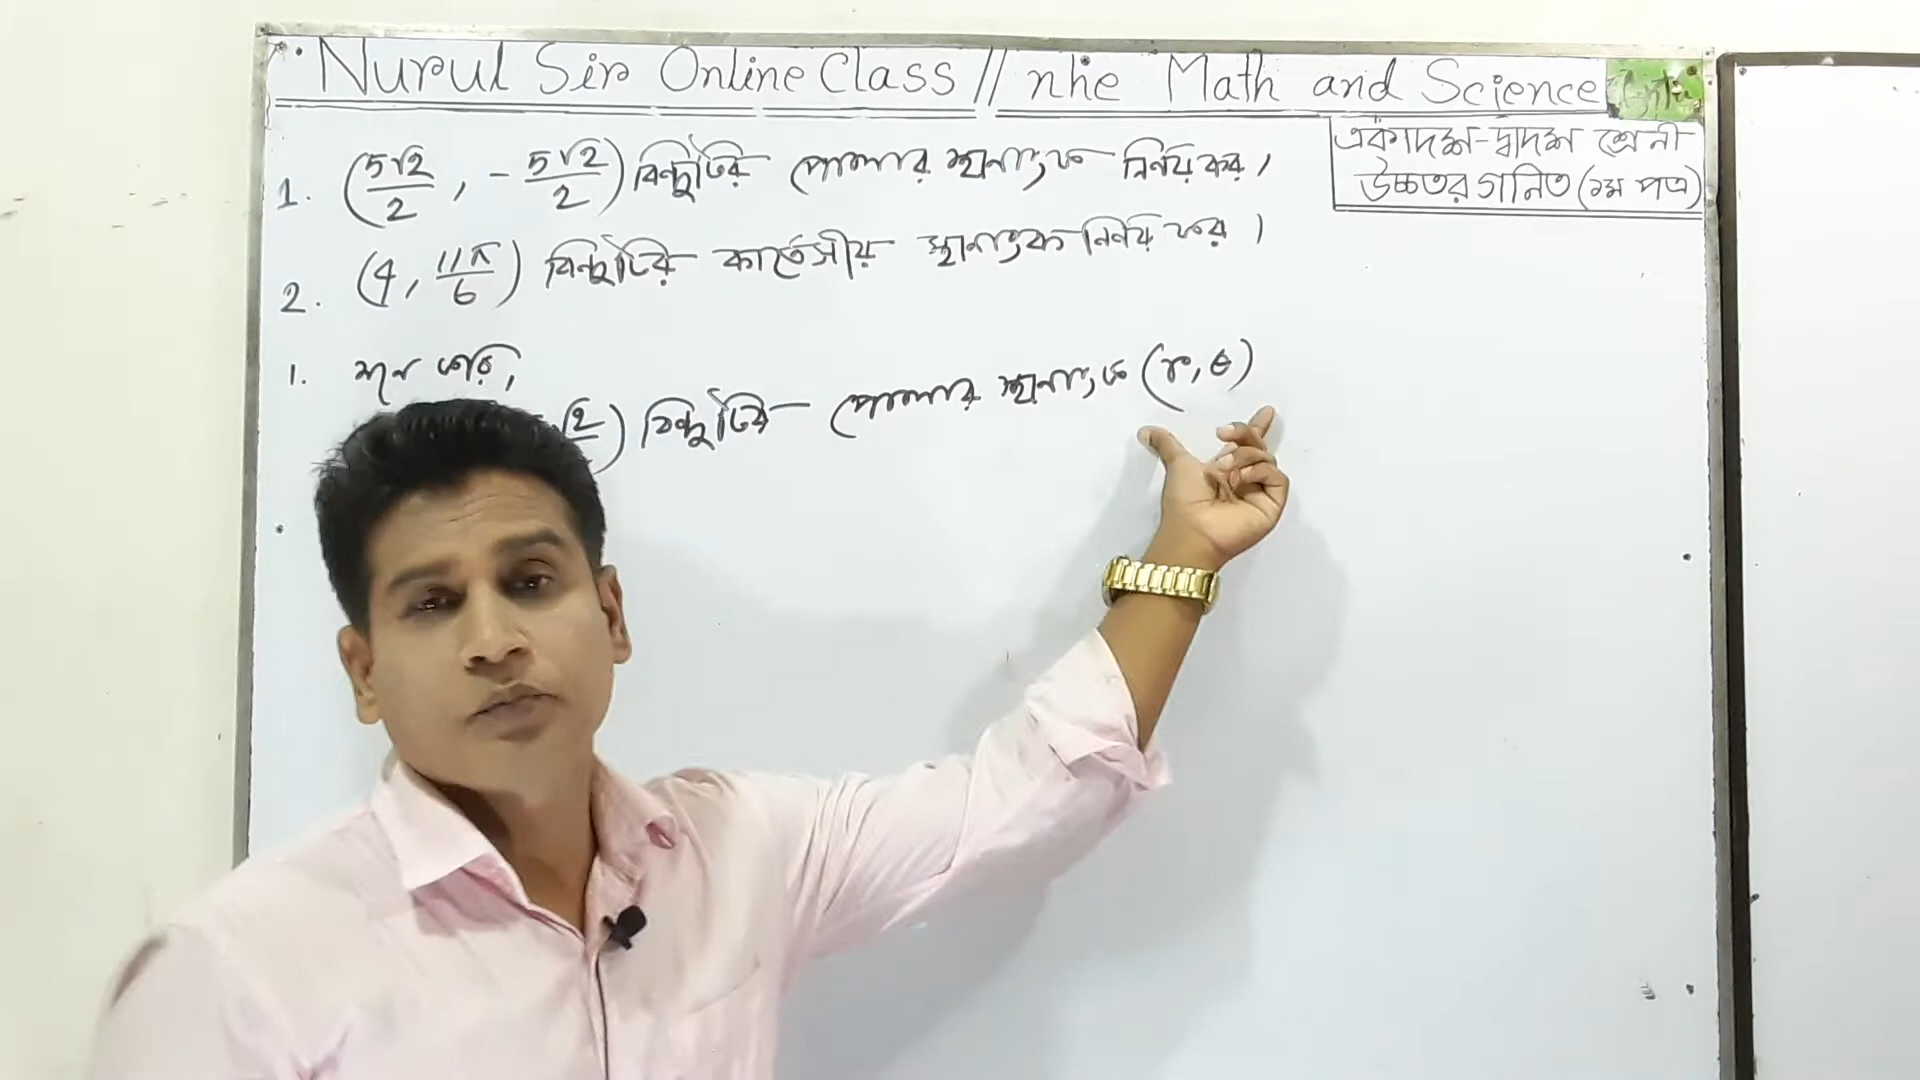 Nurul Sir Online Class // nhe Math and Science
একাদশ-দ্বাদশ শ্রেনী
উচ্চতর গনিত (১ম পত্র)
1. (5√2/2, -5√2/2) বিন্দুটির পোলার স্থানাংক নির্ণয় কর।
2. (4, 11π/6) বিন্দুটির কার্তেসীয় স্থানাঙ্ক নির্ণয় কর।
1. মনে করি,
√2 ) বিন্দুটির পোলার স্থানাংক (r, θ)